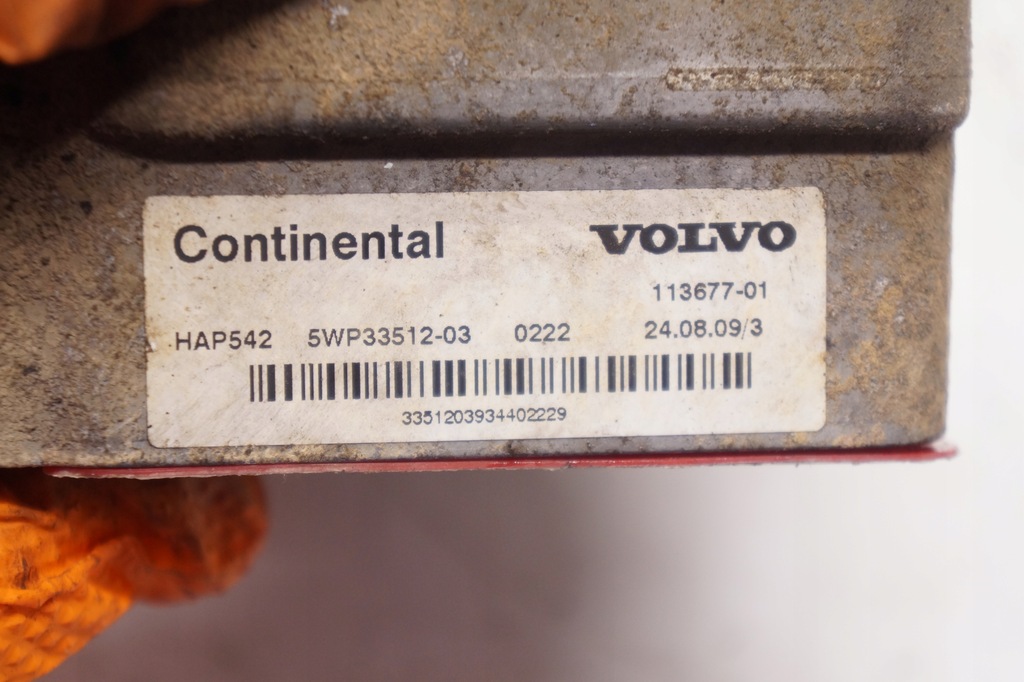 Continental VOLVO
113677-01
HAP542 5WP33512-03 0222 24.08.09/3
3351203934402229